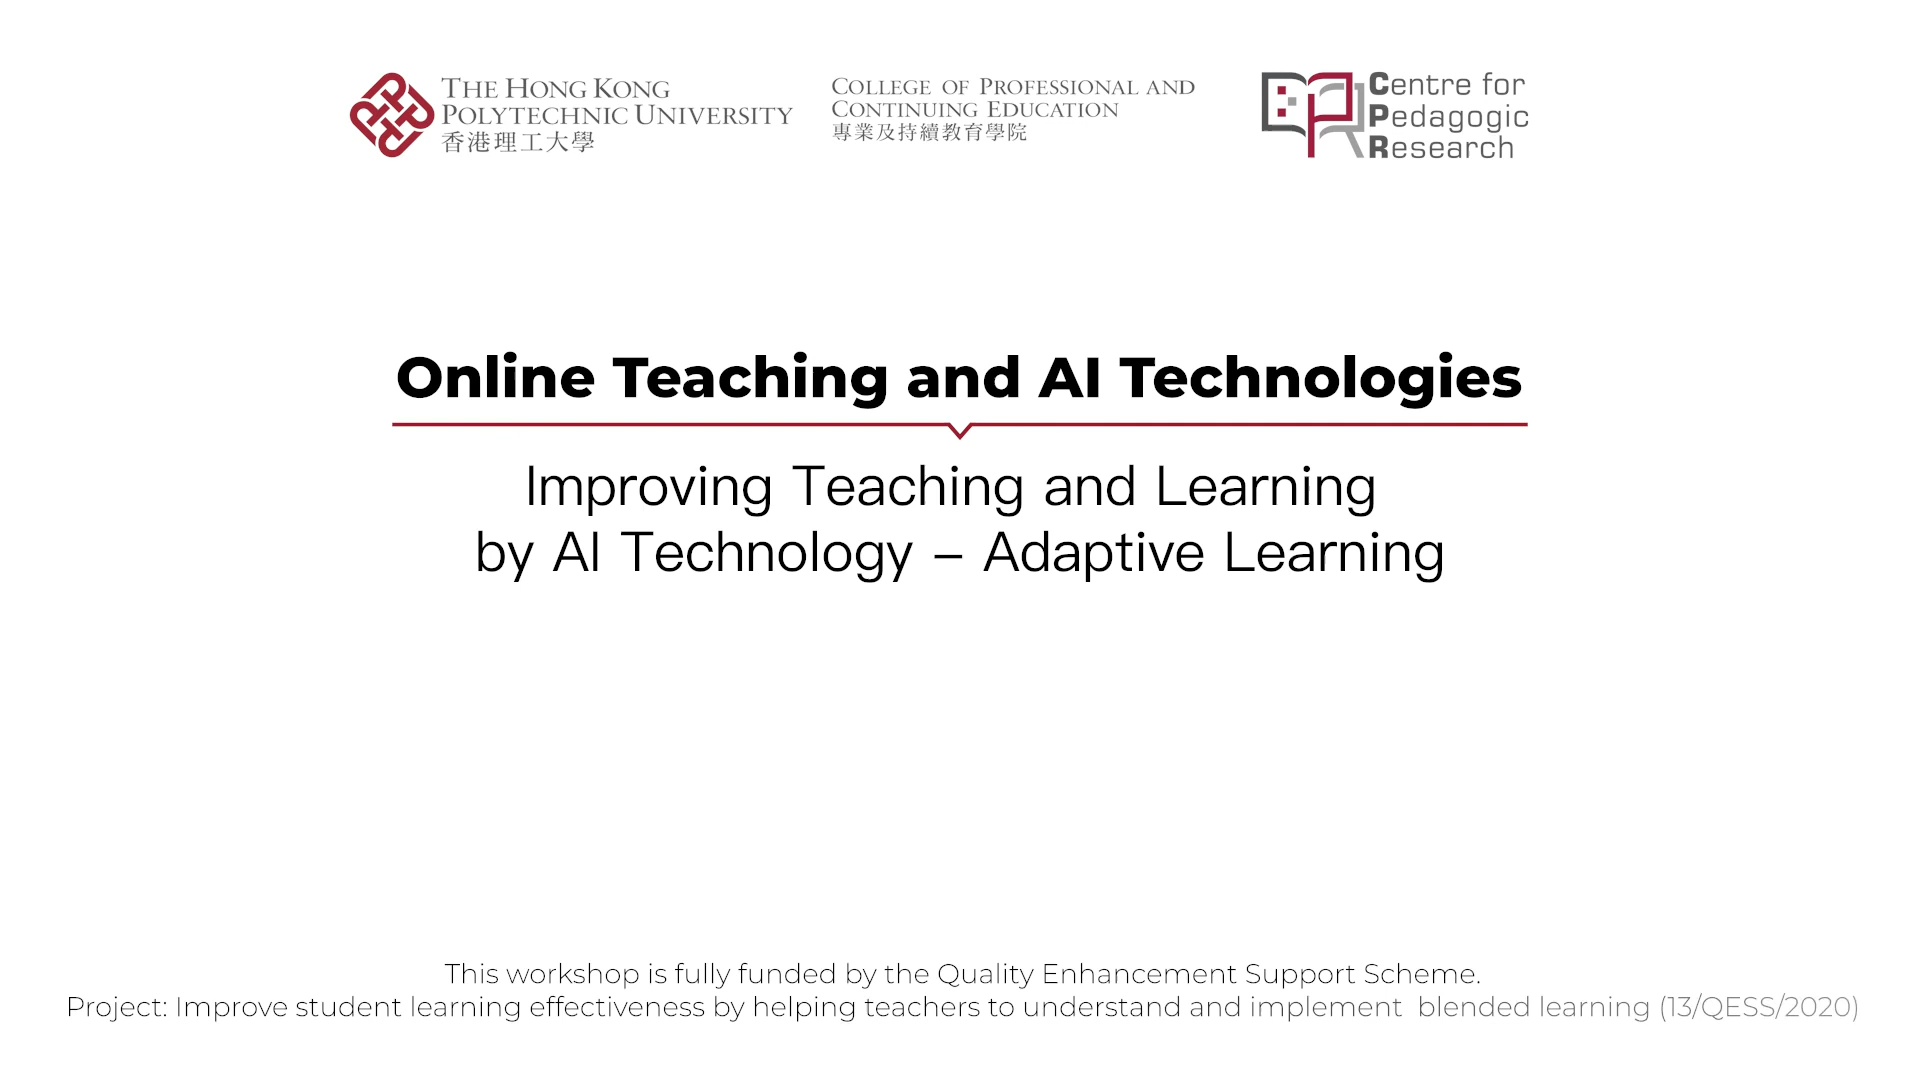 THE HONG KONG
POLYTECHNIC UNIVERSITY
香港理工大學
COLLEGE OF PROFESSIONAL AND
CONTINUING EDUCATION
專業及持續教育學院
Centre for
Pedagogic
Research
Online Teaching and AI Technologies
Improving Teaching and Learning
by AI Technology – Adaptive Learning
This workshop is fully funded by the Quality Enhancement Support Scheme.
Project: Improve student learning effectiveness by helping teachers to understand and implement blended learning (13/QESS/2020)